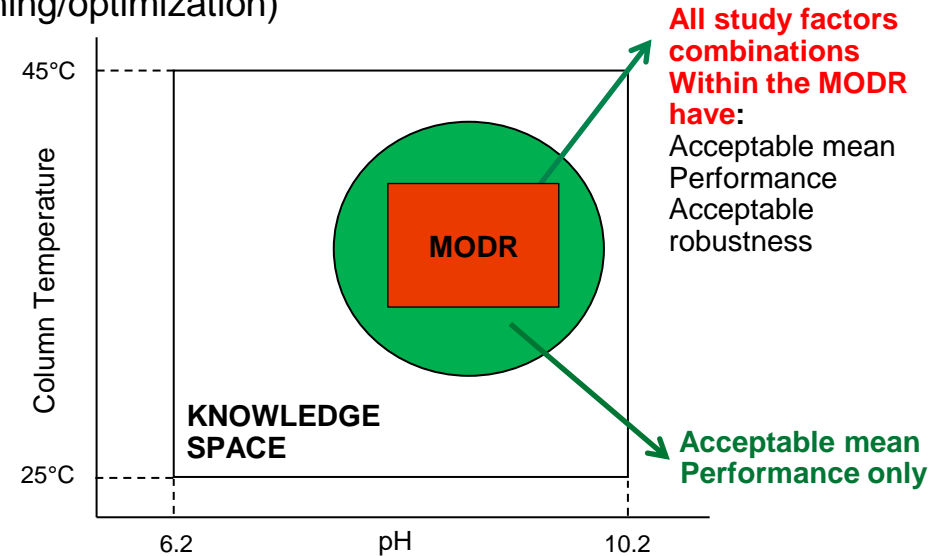 ning/optimization)
All study factors
combinations
Within the MODR
have:
Acceptable mean
Performance
Acceptable
robustness
45°C
Column Temperature
MODR
KNOWLEDGE
SPACE
Acceptable mean
Performance only
25°C
6.2
pH
10.2